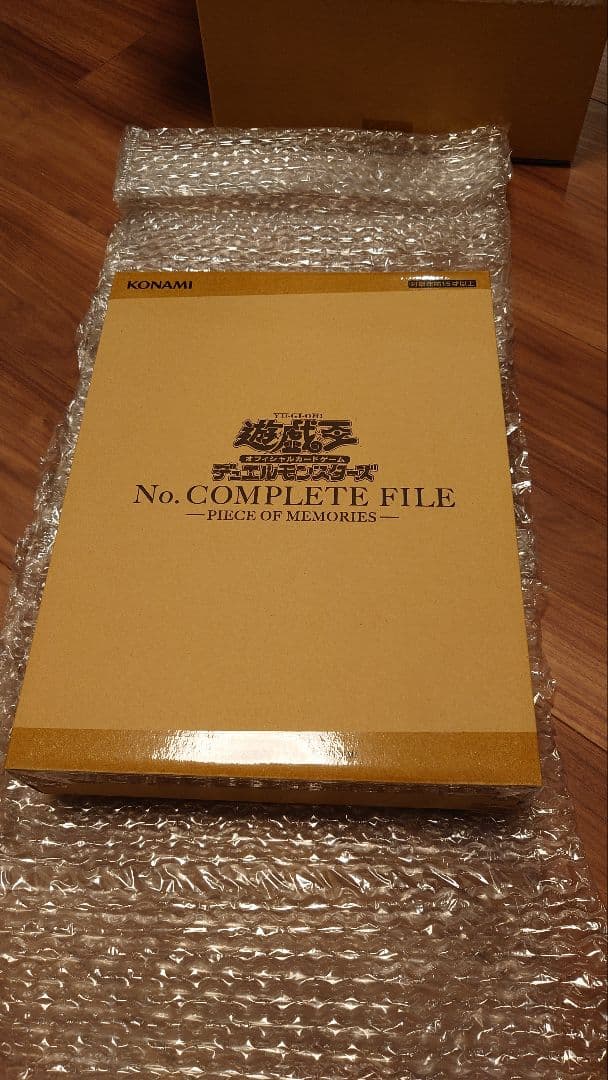 KONAMI
対象年齢15才以上
YU-GI-OH!
遊戯王
オフィシャルカードゲーム
デュエルモンスターズ
No. COMPLETE FILE
—PIECE OF MEMORIES—